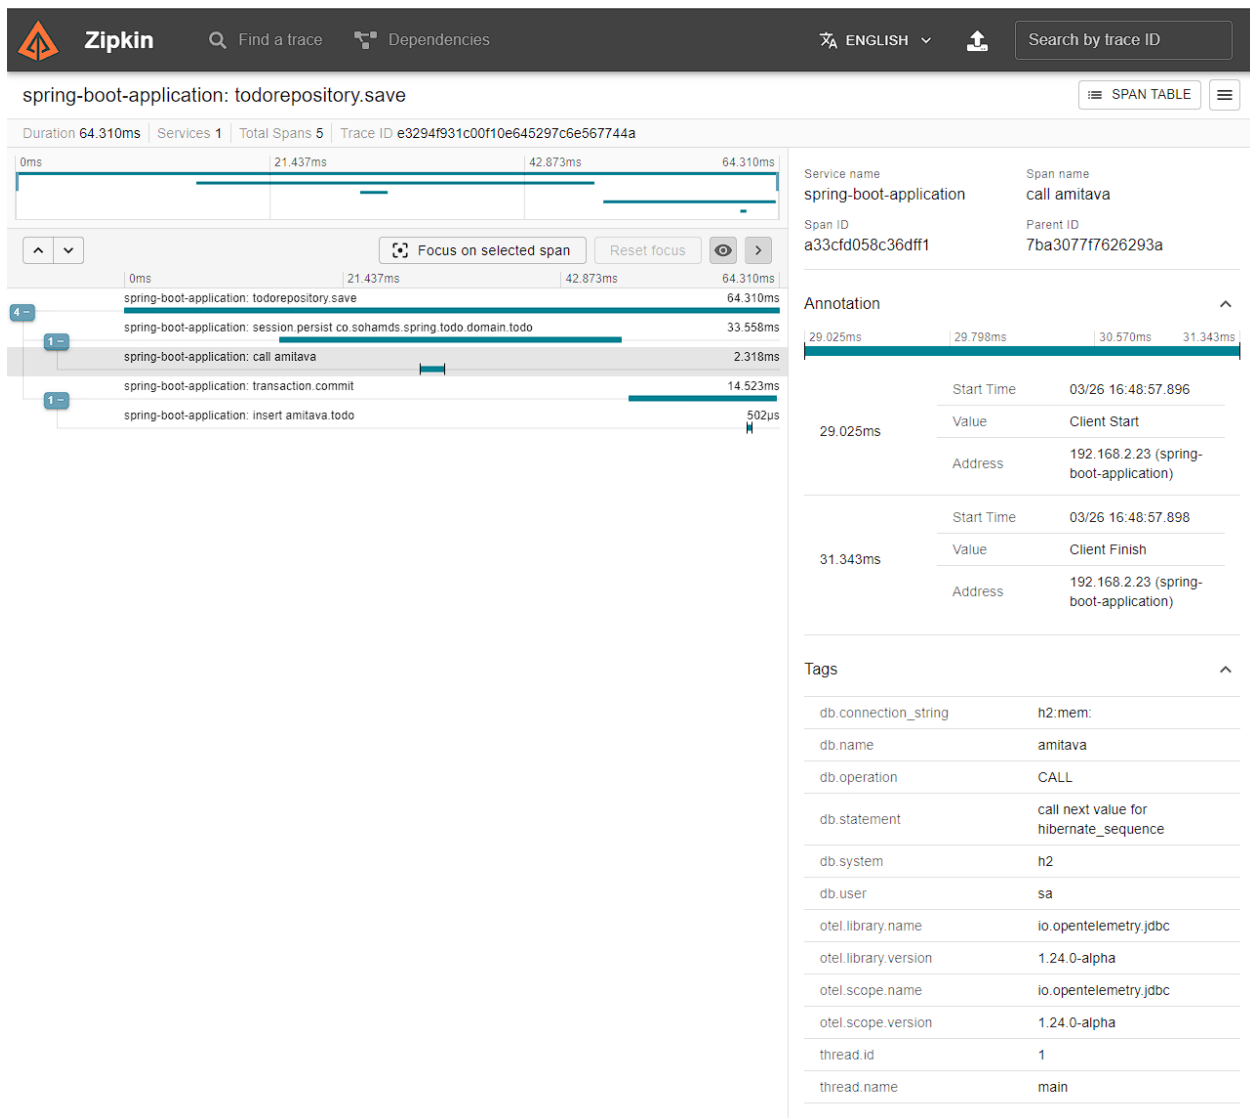 Zipkin
Find a trace
Dependencies
ENGLISH
Search by trace ID
spring-boot-application: todorepository.save
SPAN TABLE
Duration 64.310ms Services 1 Total Spans 5 Trace ID e3294f931c00f10e645297c6e567744a
0ms 21.437ms 42.873ms 64.310ms
Focus on selected span
Reset focus
0ms 21.437ms 42.873ms 64.310ms
4 −
spring-boot-application: todorepository.save 64.310ms
1 −
spring-boot-application: session.persist co.sohamds.spring.todo.domain.todo 33.558ms
spring-boot-application: call amitava 2.318ms
1 −
spring-boot-application: transaction.commit 14.523ms
spring-boot-application: insert amitava.todo 502μs
Service name Span name
spring-boot-application call amitava
Span ID Parent ID
a33cfd058c36dff1 7ba3077f7626293a
Annotation
29.025ms 29.798ms 30.570ms 31.343ms
29.025ms
Start Time 03/26 16:48:57.896
Value Client Start
Address 192.168.2.23 (spring-
boot-application)
31.343ms
Start Time 03/26 16:48:57.898
Value Client Finish
Address 192.168.2.23 (spring-
boot-application)
Tags
db.connection_string h2:mem:
db.name amitava
db.operation CALL
db.statement call next value for
hibernate_sequence
db.system h2
db.user sa
otel.library.name io.opentelemetry.jdbc
otel.library.version 1.24.0-alpha
otel.scope.name io.opentelemetry.jdbc
otel.scope.version 1.24.0-alpha
thread.id 1
thread.name main